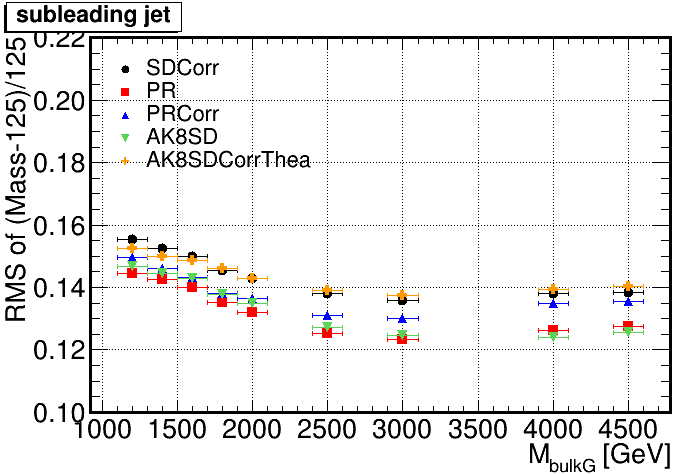 subleading jet
RMS of (Mass-125)/125
0.22
0.20
0.18
0.16
0.14
0.12
0.10
SDCorr
PR
PRCorr
AK8SD
AK8SDCorrThea
1000 1500 2000 2500 3000 3500 4000 4500
M_bulkG [GeV]